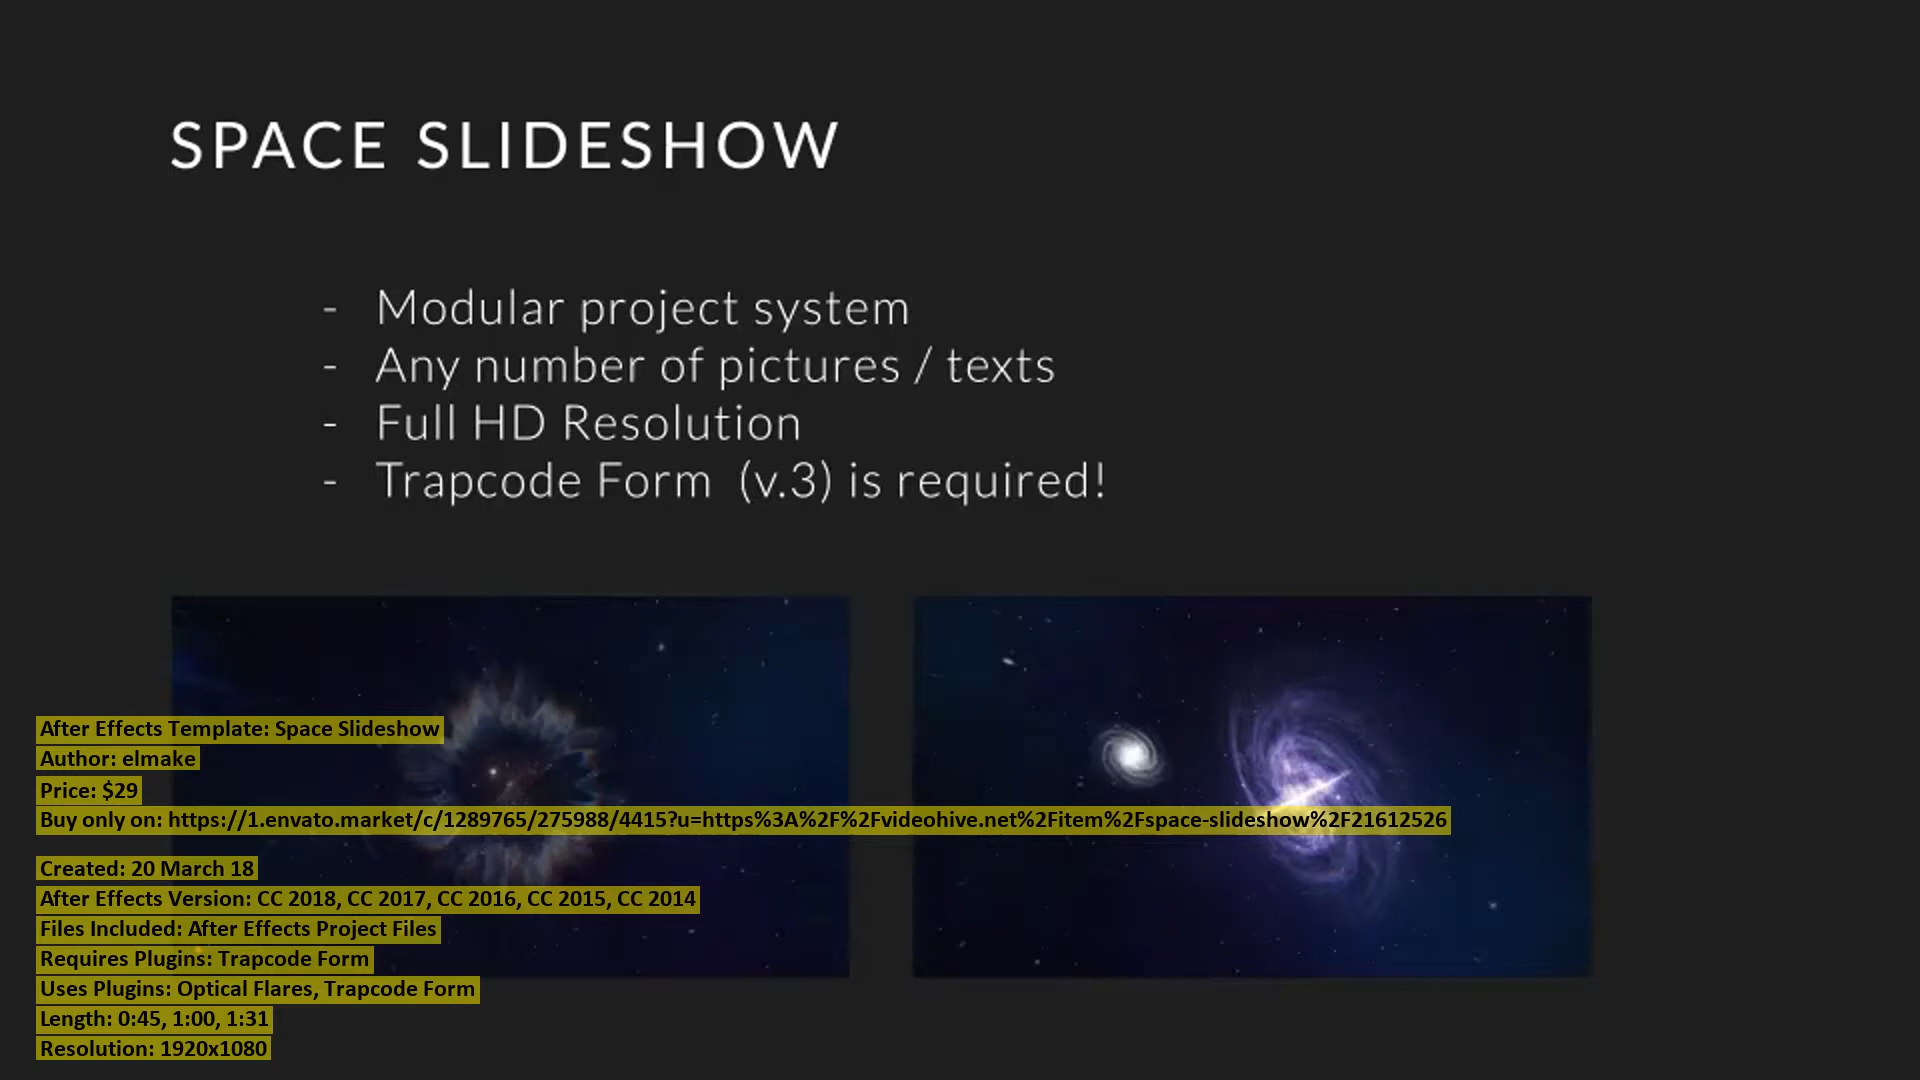 SPACE SLIDESHOW
- Modular project system
- Any number of pictures / texts
- Full HD Resolution
- Trapcode Form (v.3) is required!
After Effects Template: Space Slideshow
Author: elmake
Price: $29
Buy only on: https://1.envato.market/c/1289765/275988/4415?u=https%3A%2F%2Fvideohive.net%2Fitem%2Fspace-slideshow%2F21612526
Created: 20 March 18
After Effects Version: CC 2018, CC 2017, CC 2016, CC 2015, CC 2014
Files Included: After Effects Project Files
Requires Plugins: Trapcode Form
Uses Plugins: Optical Flares, Trapcode Form
Length: 0:45, 1:00, 1:31
Resolution: 1920x1080